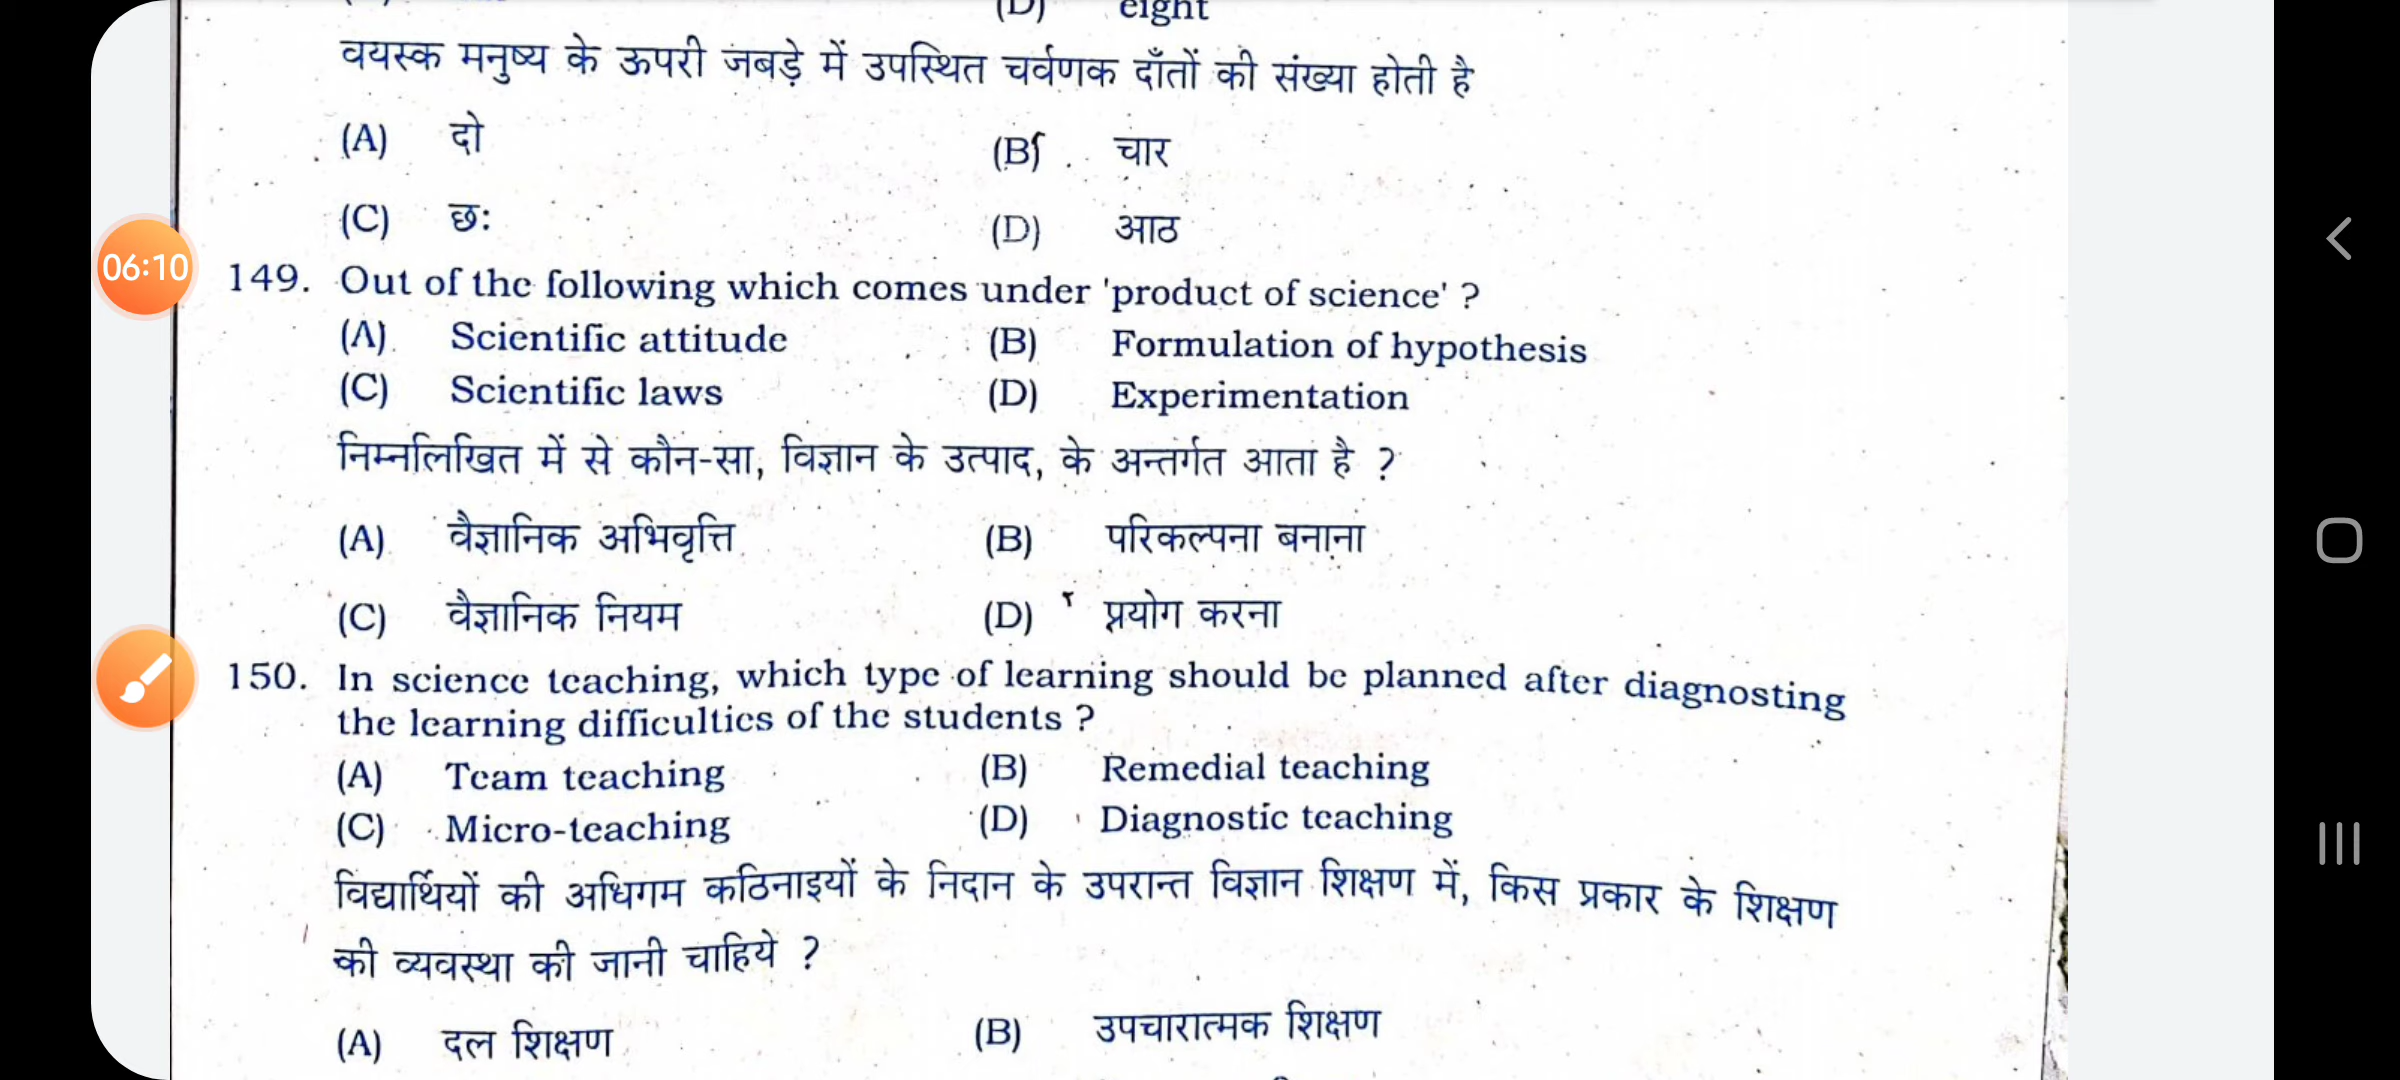 (D) eight
वयस्क मनुष्य के ऊपरी जबड़े में उपस्थित चर्वणक दाँतों की संख्या होती है
(A) दो (B) चार
(C) छः (D) आठ
06:10
149. Out of the following which comes under 'product of science' ?
(A) Scientific attitude (B) Formulation of hypothesis
(C) Scientific laws (D) Experimentation
निम्नलिखित में से कौन-सा, विज्ञान के उत्पाद, के अन्तर्गत आता है ?
(A) वैज्ञानिक अभिवृत्ति (B) परिकल्पना बनाना
(C) वैज्ञानिक नियम (D) प्रयोग करना
150. In science teaching, which type of learning should be planned after diagnosting
the learning difficulties of the students ?
(A) Team teaching (B) Remedial teaching
(C) Micro-teaching (D) Diagnostic teaching
विद्यार्थियों की अधिगम कठिनाइयों के निदान के उपरान्त विज्ञान शिक्षण में, किस प्रकार के शिक्षण
की व्यवस्था की जानी चाहिये ?
(A) दल शिक्षण (B) उपचारात्मक शिक्षण